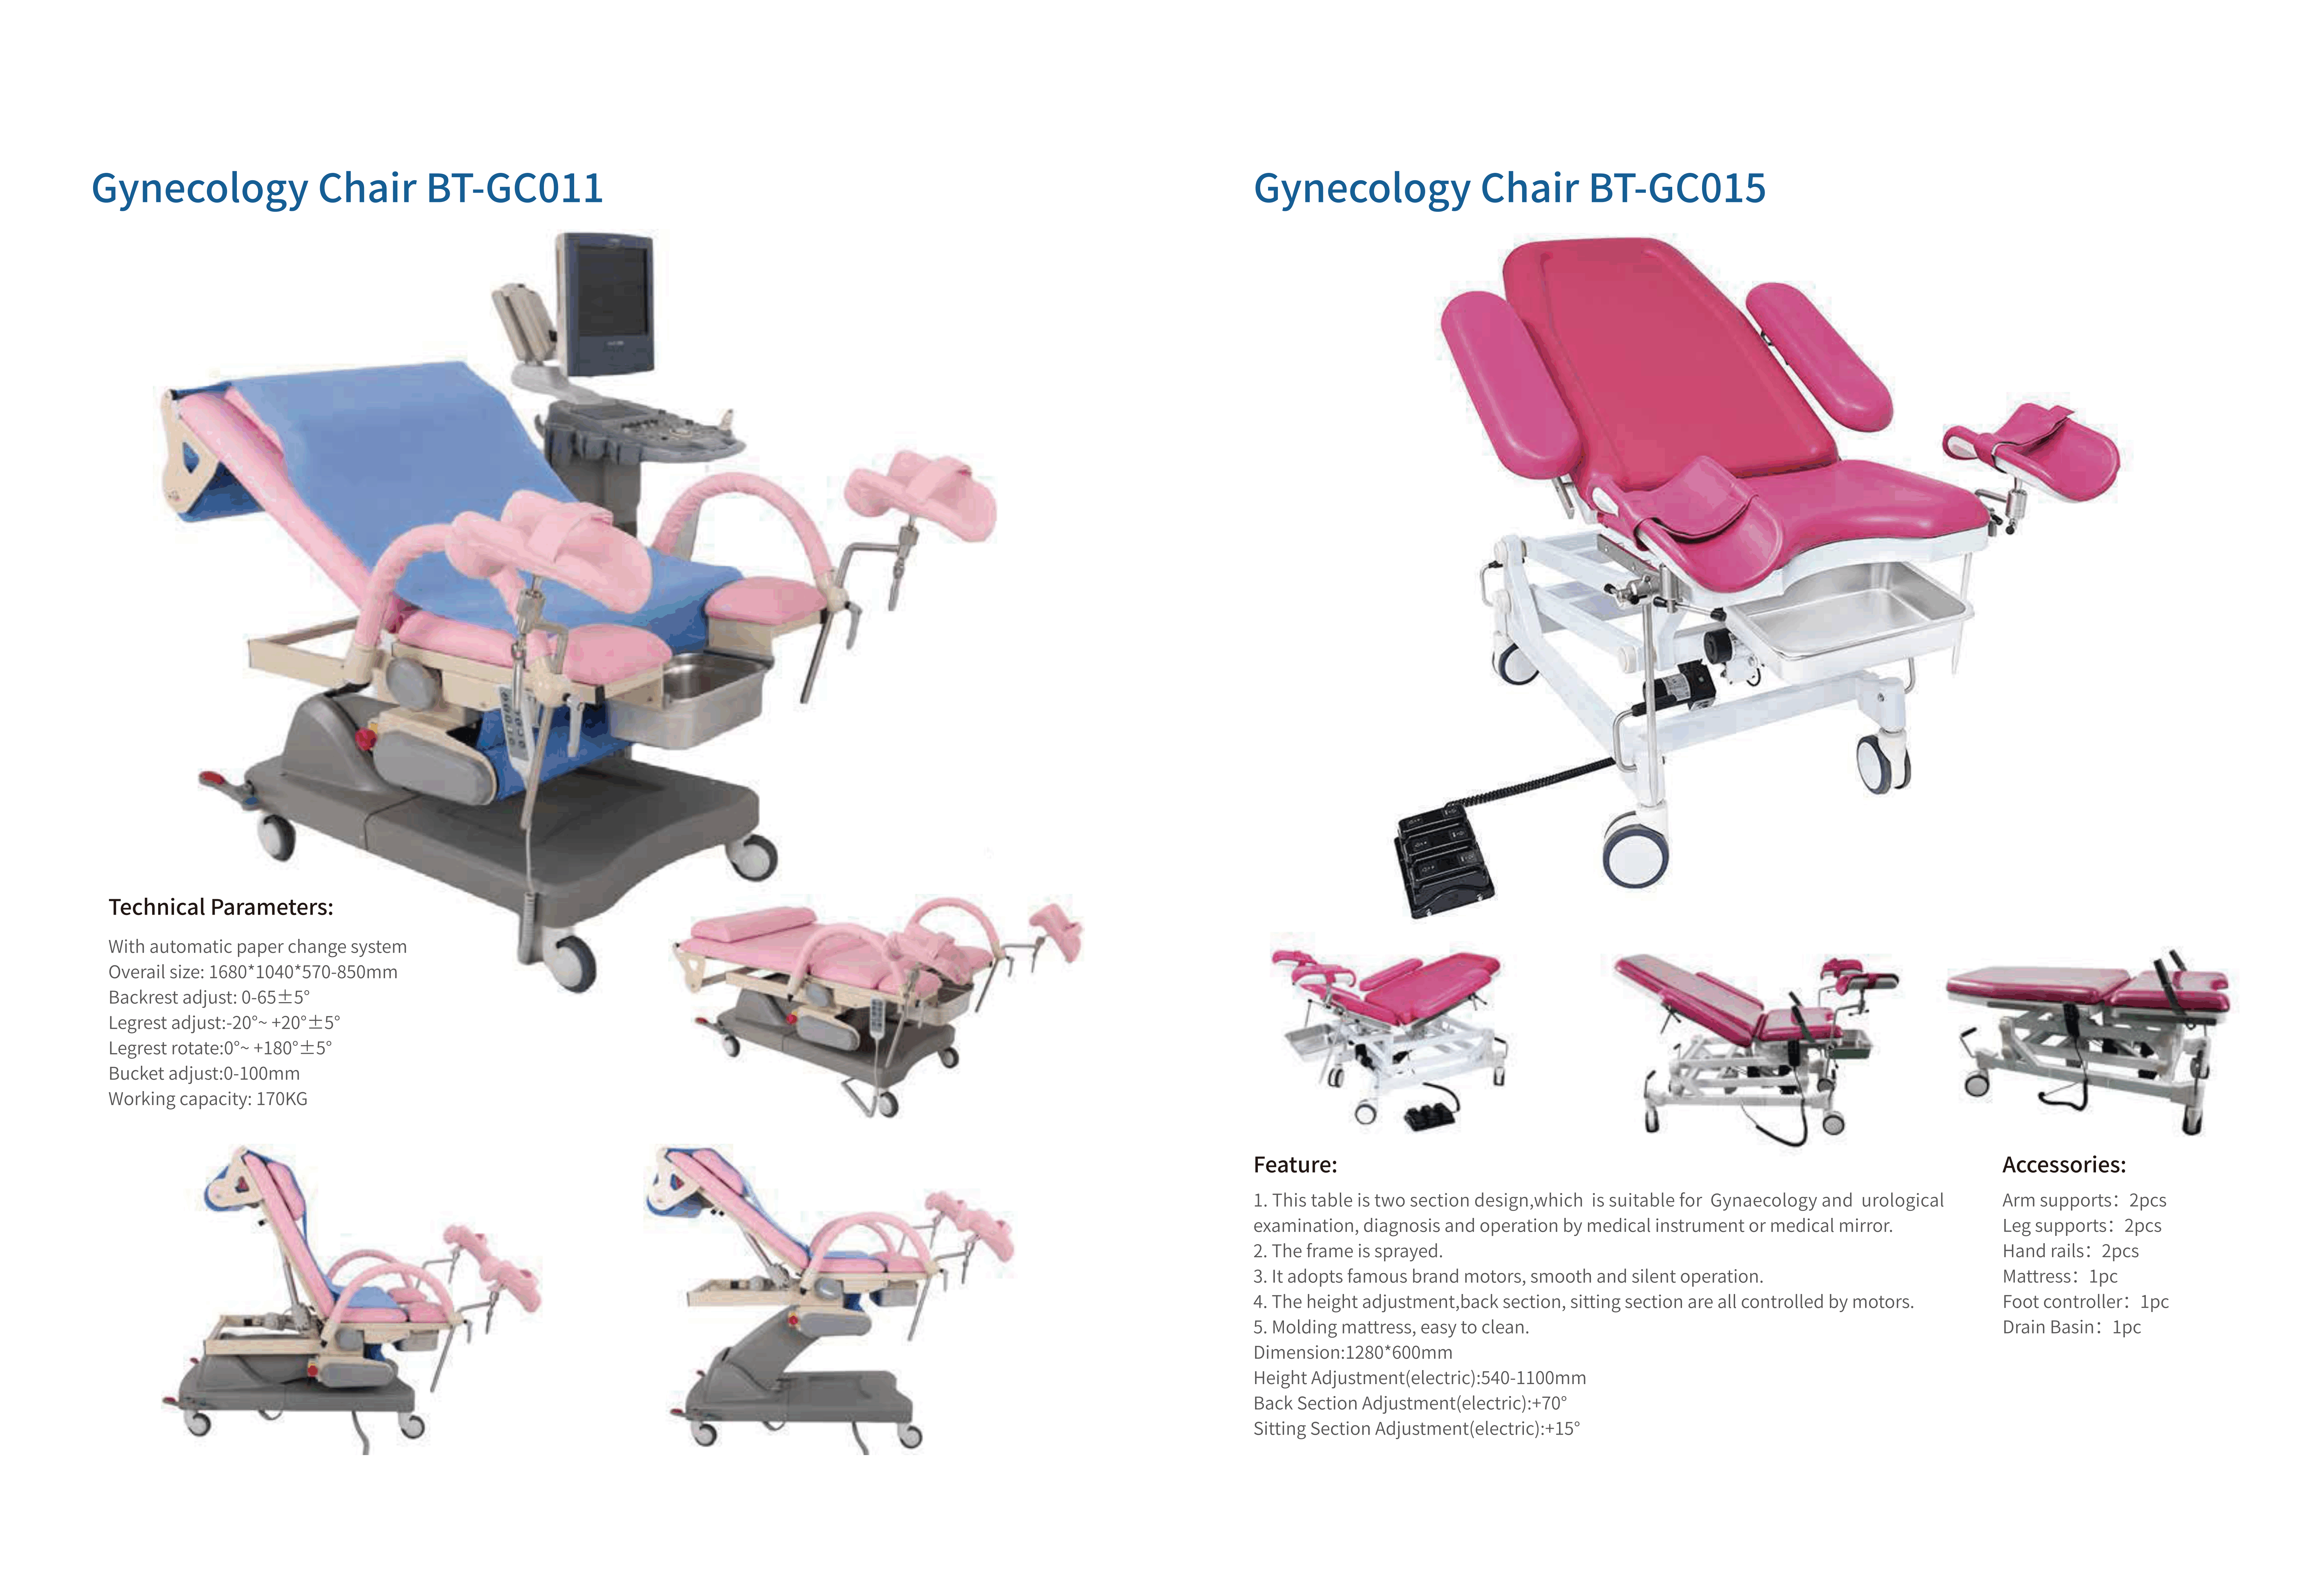 Gynecology Chair BT-GC011
Technical Parameters:
With automatic paper change system
Overail size: 1680*1040*570-850mm
Backrest adjust: 0-65±5°
Legrest adjust:-20°~ +20°±5°
Legrest rotate:0°~ +180°±5°
Bucket adjust:0-100mm
Working capacity: 170KG
Gynecology Chair BT-GC015
Feature:
1. This table is two section design,which is suitable for Gynaecology and urological
examination, diagnosis and operation by medical instrument or medical mirror.
2. The frame is sprayed.
3. It adopts famous brand motors, smooth and silent operation.
4. The height adjustment,back section, sitting section are all controlled by motors.
5. Molding mattress, easy to clean.
Dimension:1280*600mm
Height Adjustment(electric):540-1100mm
Back Section Adjustment(electric):+70°
Sitting Section Adjustment(electric):+15°
Accessories:
Arm supports：2pcs
Leg supports：2pcs
Hand rails：2pcs
Mattress：1pc
Foot controller：1pc
Drain Basin：1pc